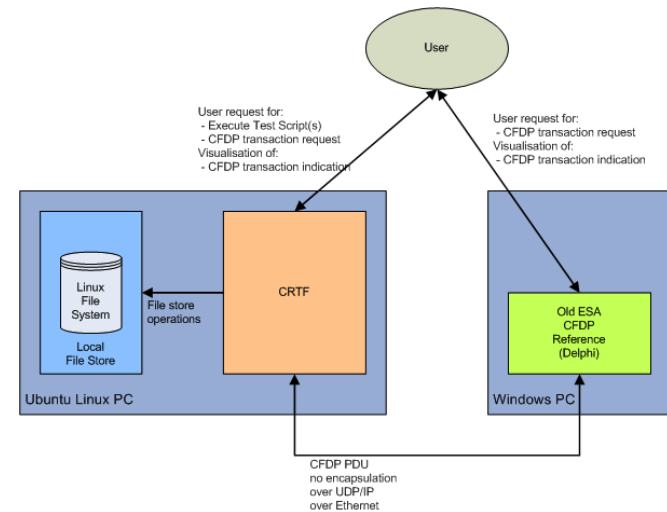 User
User request for:
- Execute Test Script(s)
- CFDP transaction request
Visualisation of:
- CFDP transaction indication
User request for:
- CFDP transaction request
Visualisation of:
- CFDP transaction indication
Linux
File
System
Local
File Store
File store
operations
CRTF
Ubuntu Linux PC
Old ESA
CFDP
Reference
(Delphi)
Windows PC
CFDP PDU
no encapsulation
over UDP/IP
over Ethernet